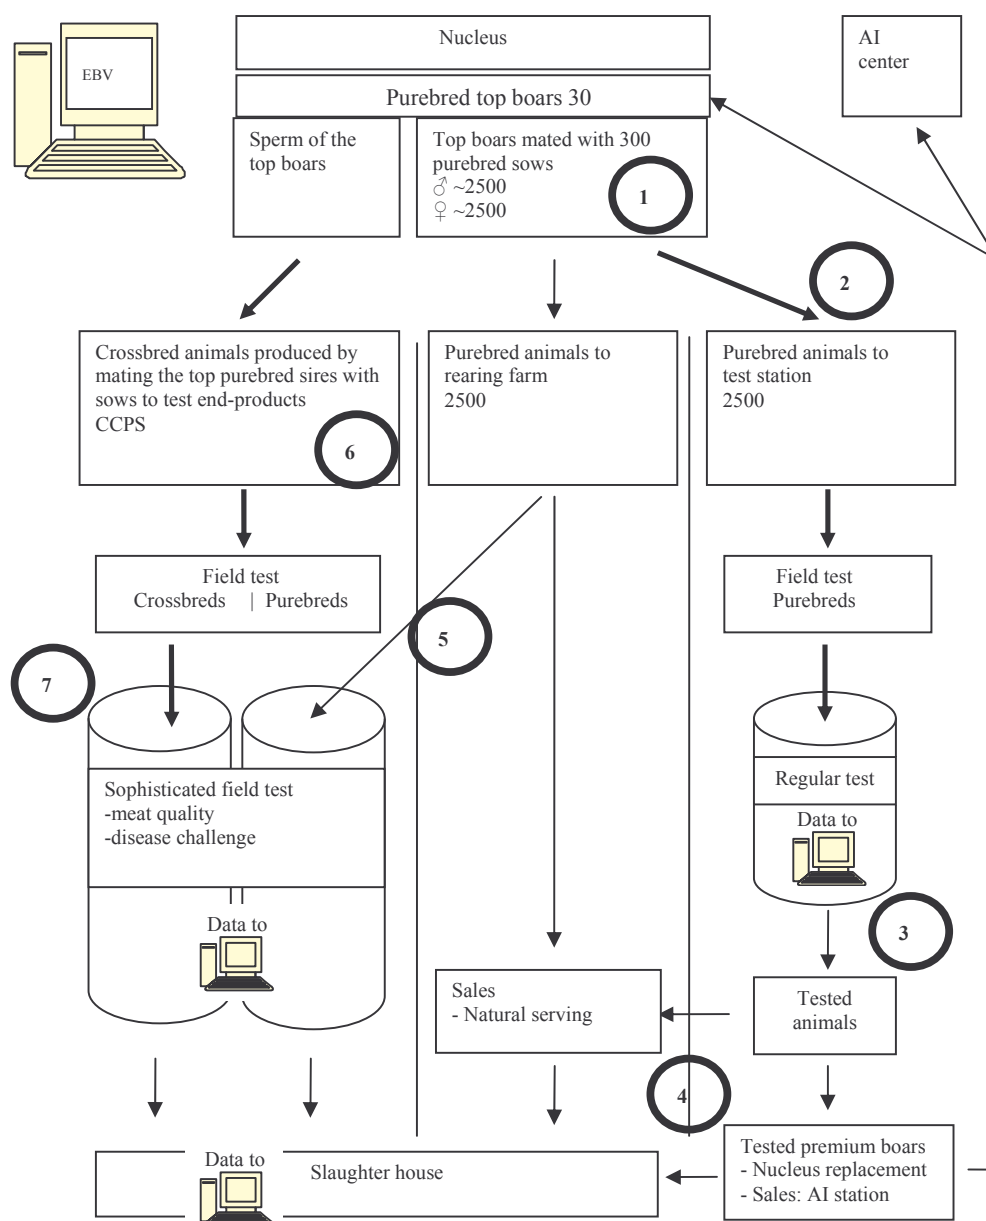 Nucleus
AI
center
EBV
Purebred top boars 30
Sperm of the
top boars
Top boars mated with 300
purebred sows
♂ ~2500
♀ ~2500
1
2
Crossbred animals produced by
mating the top purebred sires with
sows to test end-products
CCPS
6
Purebred animals to
rearing farm
2500
Purebred animals to
test station
2500
Field test
Crossbreds | Purebreds
Field test
Purebreds
5
7
Sophisticated field test
-meat quality
-disease challenge
Regular test
Data to
Data to
3
Sales
- Natural serving
Tested
animals
4
Data to
Slaughter house
Tested premium boars
- Nucleus replacement
- Sales: AI station